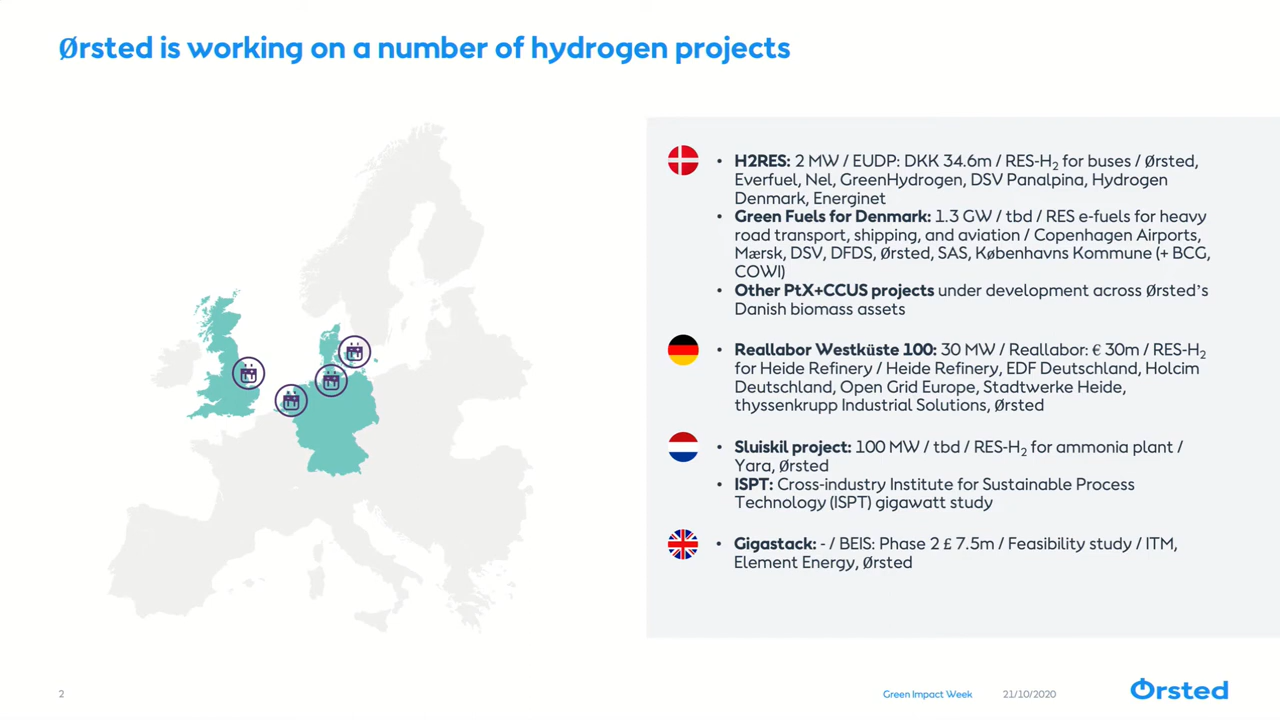 Ørsted is working on a number of hydrogen projects
• H2RES: 2 MW / EUDP: DKK 34.6m / RES-H₂ for buses / Ørsted,
Everfuel, Nel, GreenHydrogen, DSV Panalpina, Hydrogen
Denmark, Energinet
• Green Fuels for Denmark: 1.3 GW / tbd / RES e-fuels for heavy
road transport, shipping, and aviation / Copenhagen Airports,
Mærsk, DSV, DFDS, Ørsted, SAS, Københavns Kommune (+ BCG,
COWI)
• Other PtX+CCUS projects under development across Ørsted's
Danish biomass assets
• Reallabor Westküste 100: 30 MW / Reallabor: € 30m / RES-H₂
for Heide Refinery / Heide Refinery, EDF Deutschland, Holcim
Deutschland, Open Grid Europe, Stadtwerke Heide,
thyssenkrupp Industrial Solutions, Ørsted
• Sluiskil project: 100 MW / tbd / RES-H₂ for ammonia plant /
Yara, Ørsted
• ISPT: Cross-industry Institute for Sustainable Process
Technology (ISPT) gigawatt study
• Gigastack: - / BEIS: Phase 2 £ 7.5m / Feasibility study / ITM,
Element Energy, Ørsted
2
Green Impact Week
21/10/2020
Ørsted